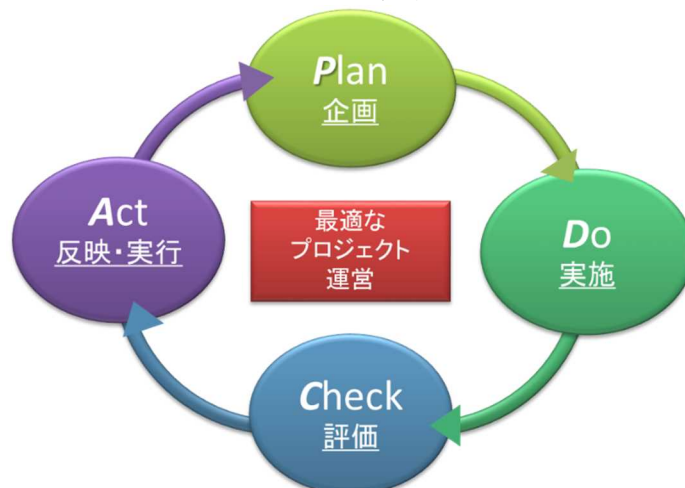 Plan
企画
Do
実施
Check
評価
Act
反映・実行
最適な
プロジェクト
運営